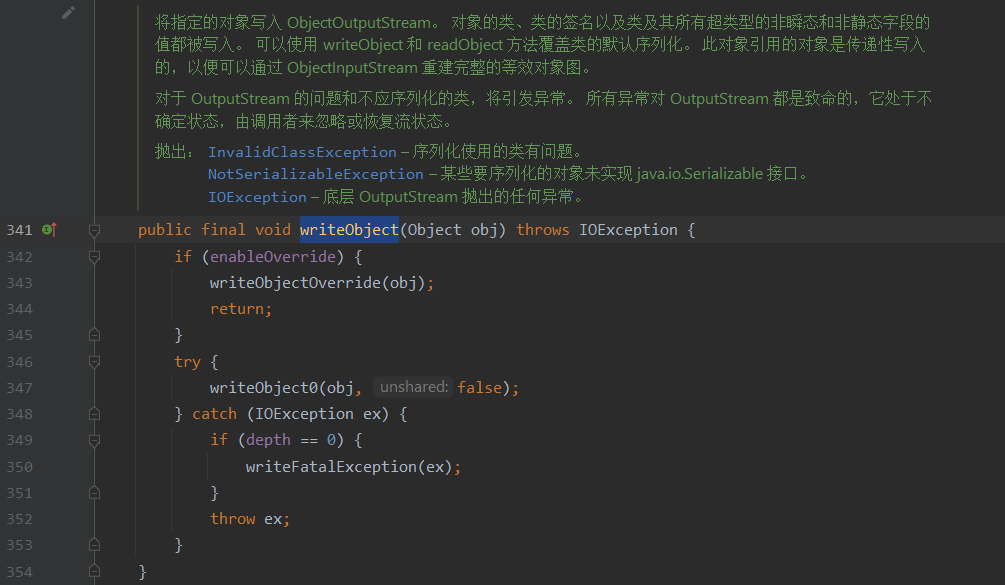 将指定的对象写入 ObjectOutputStream。 对象的类、类的签名以及类及其所有超类型的非瞬态和非静态字段的
值都被写入。 可以使用 writeObject 和 readObject 方法覆盖类的默认序列化。 此对象引用的对象是传递性写入
的，以便可以通过 ObjectInputStream 重建完整的等效对象图。
对于 OutputStream 的问题和不应序列化的类，将引发异常。 所有异常对 OutputStream 都是致命的，它处于不
确定状态，由调用者来忽略或恢复流状态。
抛出： InvalidClassException – 序列化使用的类有问题。
NotSerializableException – 某些要序列化的对象未实现 java.io.Serializable 接口。
IOException – 底层 OutputStream 抛出的任何异常。
341 public final void writeObject(Object obj) throws IOException {
342 if (enableOverride) {
343 writeObjectOverride(obj);
344 return;
345 }
346 try {
347 writeObject0(obj, unshared: false);
348 } catch (IOException ex) {
349 if (depth == 0) {
350 writeFatalException(ex);
351 }
352 throw ex;
353 }
354 }